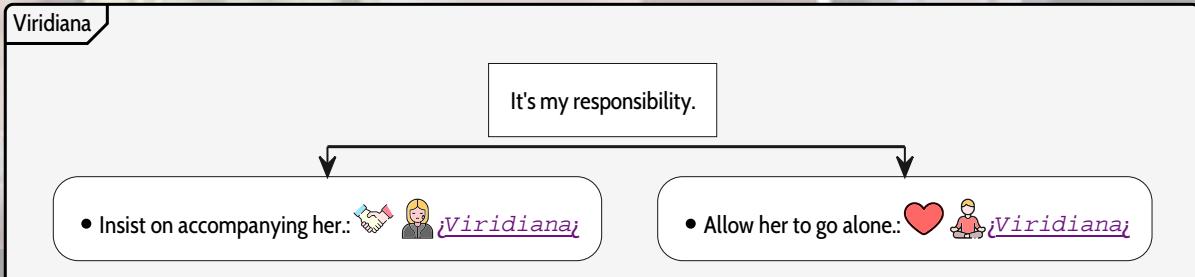 Viridiana
It's my responsibility.
• Insist on accompanying her.: ¿Viridiana¿
• Allow her to go alone.: ¿Viridiana¿